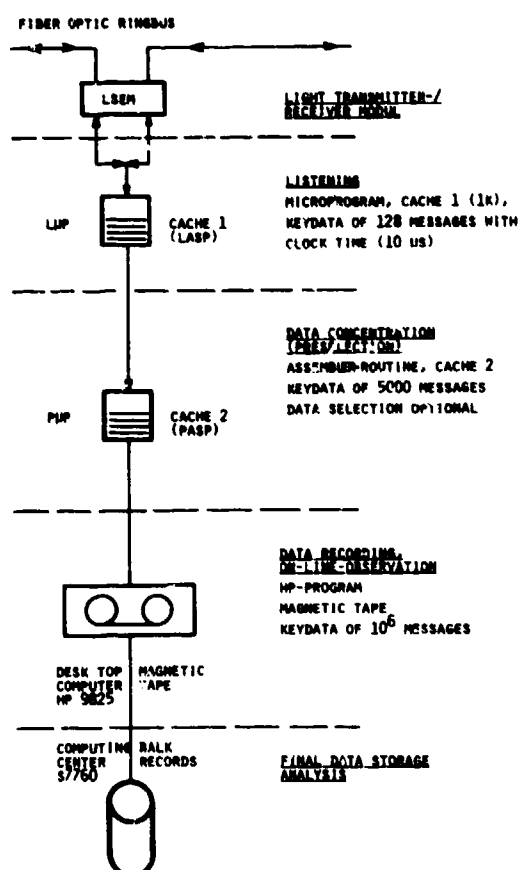 FIBER OPTIC RINGBUS
LSEM
LIGHT TRANSMITTER-/
RECEIVER MODUL
LISTENING
MICROPROGRAM, CACHE 1 (1K),
KEYDATA OF 128 MESSAGES WITH
CLOCK TIME (10 US)
LWP
CACHE 1
(LASP)
DATA CONCENTRATION
(PRESELECTION)
ASSEMBLER-ROUTINE, CACHE 2
KEYDATA OF 5000 MESSAGES
DATA SELECTION OPTIONAL
PWP
CACHE 2
(PASP)
DATA RECORDING,
ON-LINE-OBSERVATION
HP-PROGRAM
MAGNETIC TAPE
KEYDATA OF 10⁶ MESSAGES
DESK TOP MAGNETIC
COMPUTER TAPE
HP 9825
COMPUTING BALK
CENTER RECORDS
S7760
FINAL DATA STORAGE
ANALYSIS